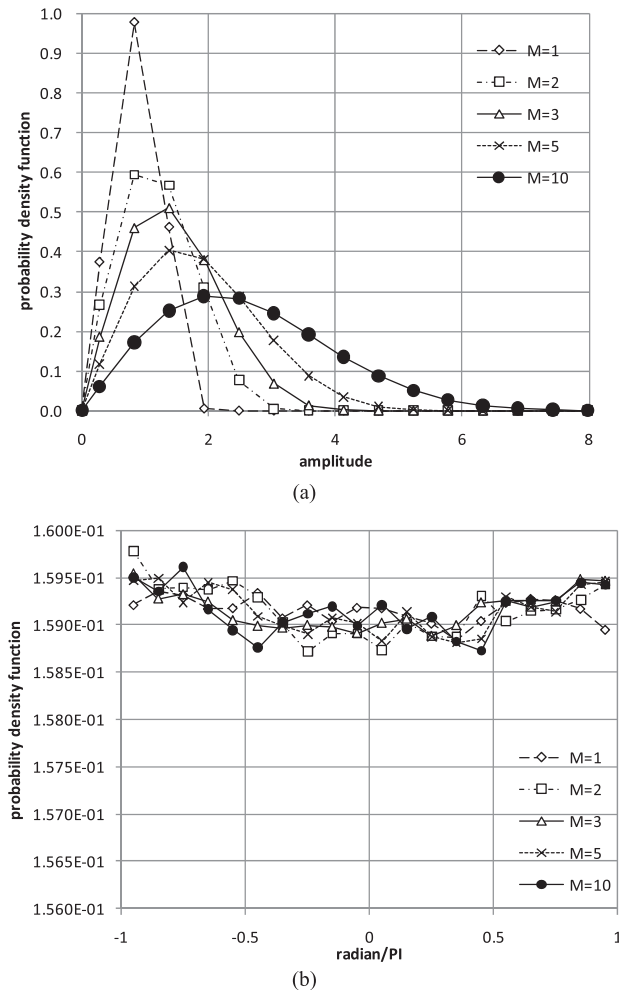 1.0
0.9
0.8
0.7
0.6
0.5
0.4
0.3
0.2
0.1
0.0
probability density function
M=1
M=2
M=3
M=5
M=10
0 2 4 6 8
amplitude
(a)
1.600E-01
1.595E-01
1.590E-01
1.585E-01
1.580E-01
1.575E-01
1.570E-01
1.565E-01
1.560E-01
probability density function
M=1
M=2
M=3
M=5
M=10
-1 -0.5 0 0.5 1
radian/PI
(b)